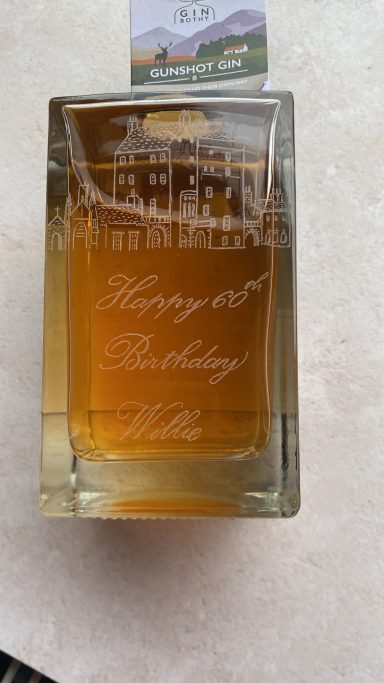 GIN
BOTHY
GUNSHOT GIN
Happy 60th
Birthday
Willie